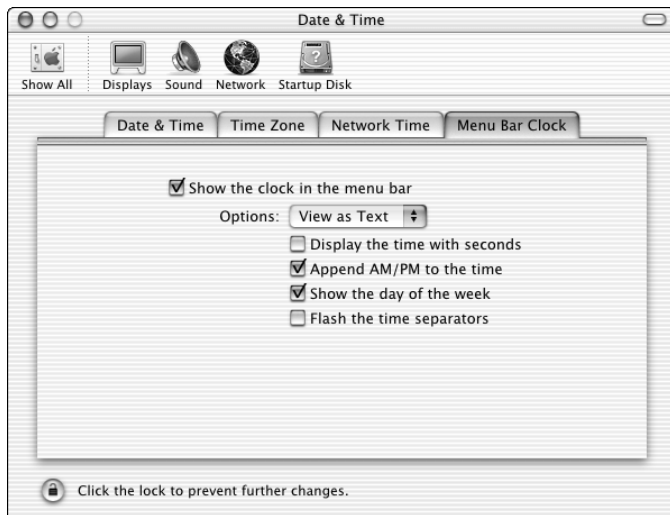 Date & Time
Show All Displays Sound Network Startup Disk
Date & Time Time Zone Network Time Menu Bar Clock
Show the clock in the menu bar
Options: View as Text
Display the time with seconds
Append AM/PM to the time
Show the day of the week
Flash the time separators
Click the lock to prevent further changes.